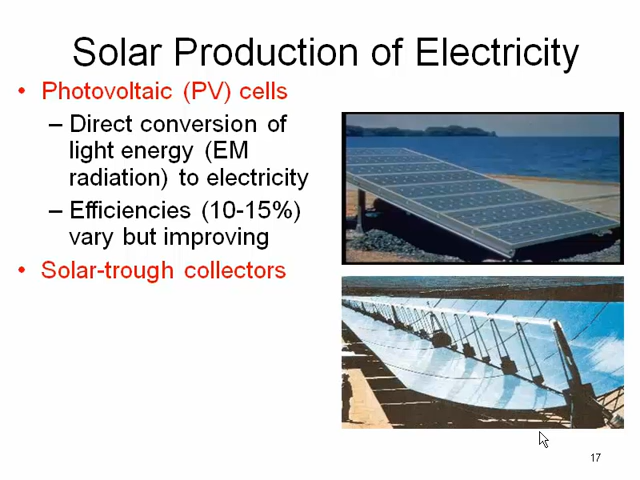 Solar Production of Electricity
• Photovoltaic (PV) cells
– Direct conversion of
light energy (EM
radiation) to electricity
– Efficiencies (10-15%)
vary but improving
• Solar-trough collectors
17